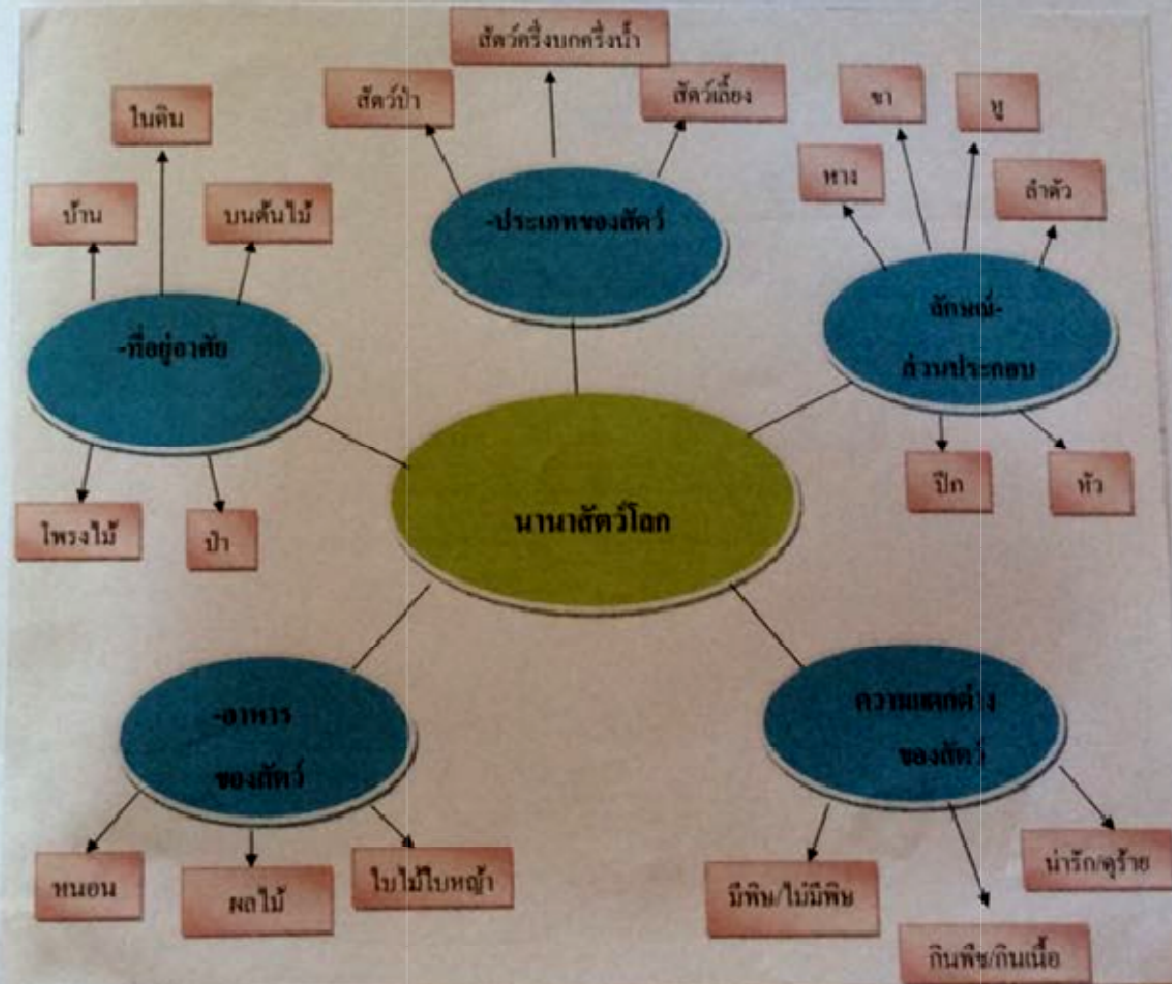 สัตว์ครึ่งบกครึ่งน้ำ
สัตว์ป่า
สัตว์เลี้ยง
-ประเภทของสัตว์
ในดิน
บ้าน
บนต้นไม้
-ที่อยู่อาศัย
โพรงไม้
ป่า
ขา
หู
หาง
ลำตัว
ลักษณ์-
ส่วนประกอบ
ปีก
หัว
นานาสัตว์โลก
-อาหาร
ของสัตว์
หนอน
ผลไม้
ใบไม้ใบหญ้า
ความแตกต่าง
ของสัตว์
มีพิษ/ไม่มีพิษ
กินพืช/กินเนื้อ
น่ารัก/ดุร้าย